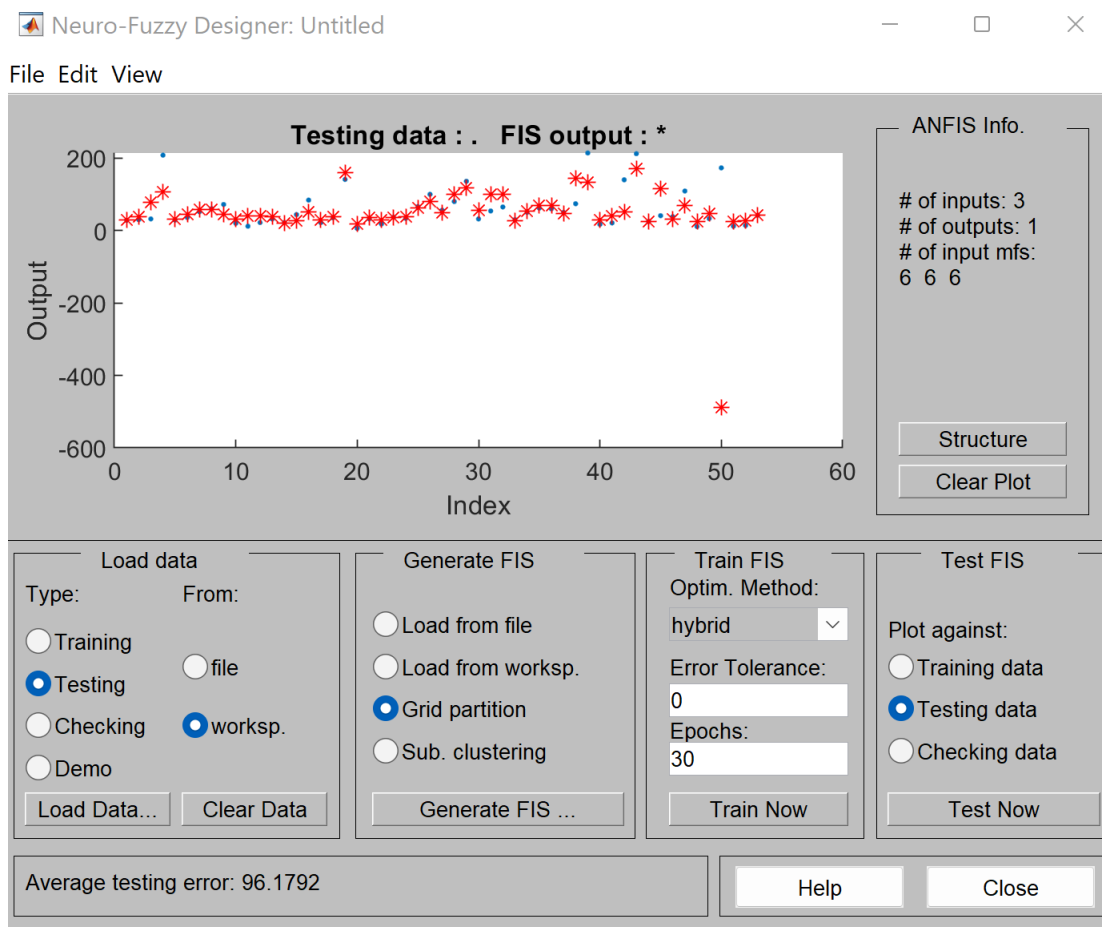 Neuro-Fuzzy Designer: Untitled
File Edit View
Testing data : .   FIS output : *
200
0
-200
-400
-600
Output
0 10 20 30 40 50 60
Index
ANFIS Info.
# of inputs: 3
# of outputs: 1
# of input mfs:
6 6 6
Structure
Clear Plot
Load data
Type: From:
Training
file
Testing
Checking
worksp.
Demo
Load Data... Clear Data
Generate FIS
Load from file
Load from worksp.
Grid partition
Sub. clustering
Generate FIS ...
Train FIS
Optim. Method:
hybrid
Error Tolerance:
0
Epochs:
30
Train Now
Test FIS
Plot against:
Training data
Testing data
Checking data
Test Now
Average testing error: 96.1792
Help Close